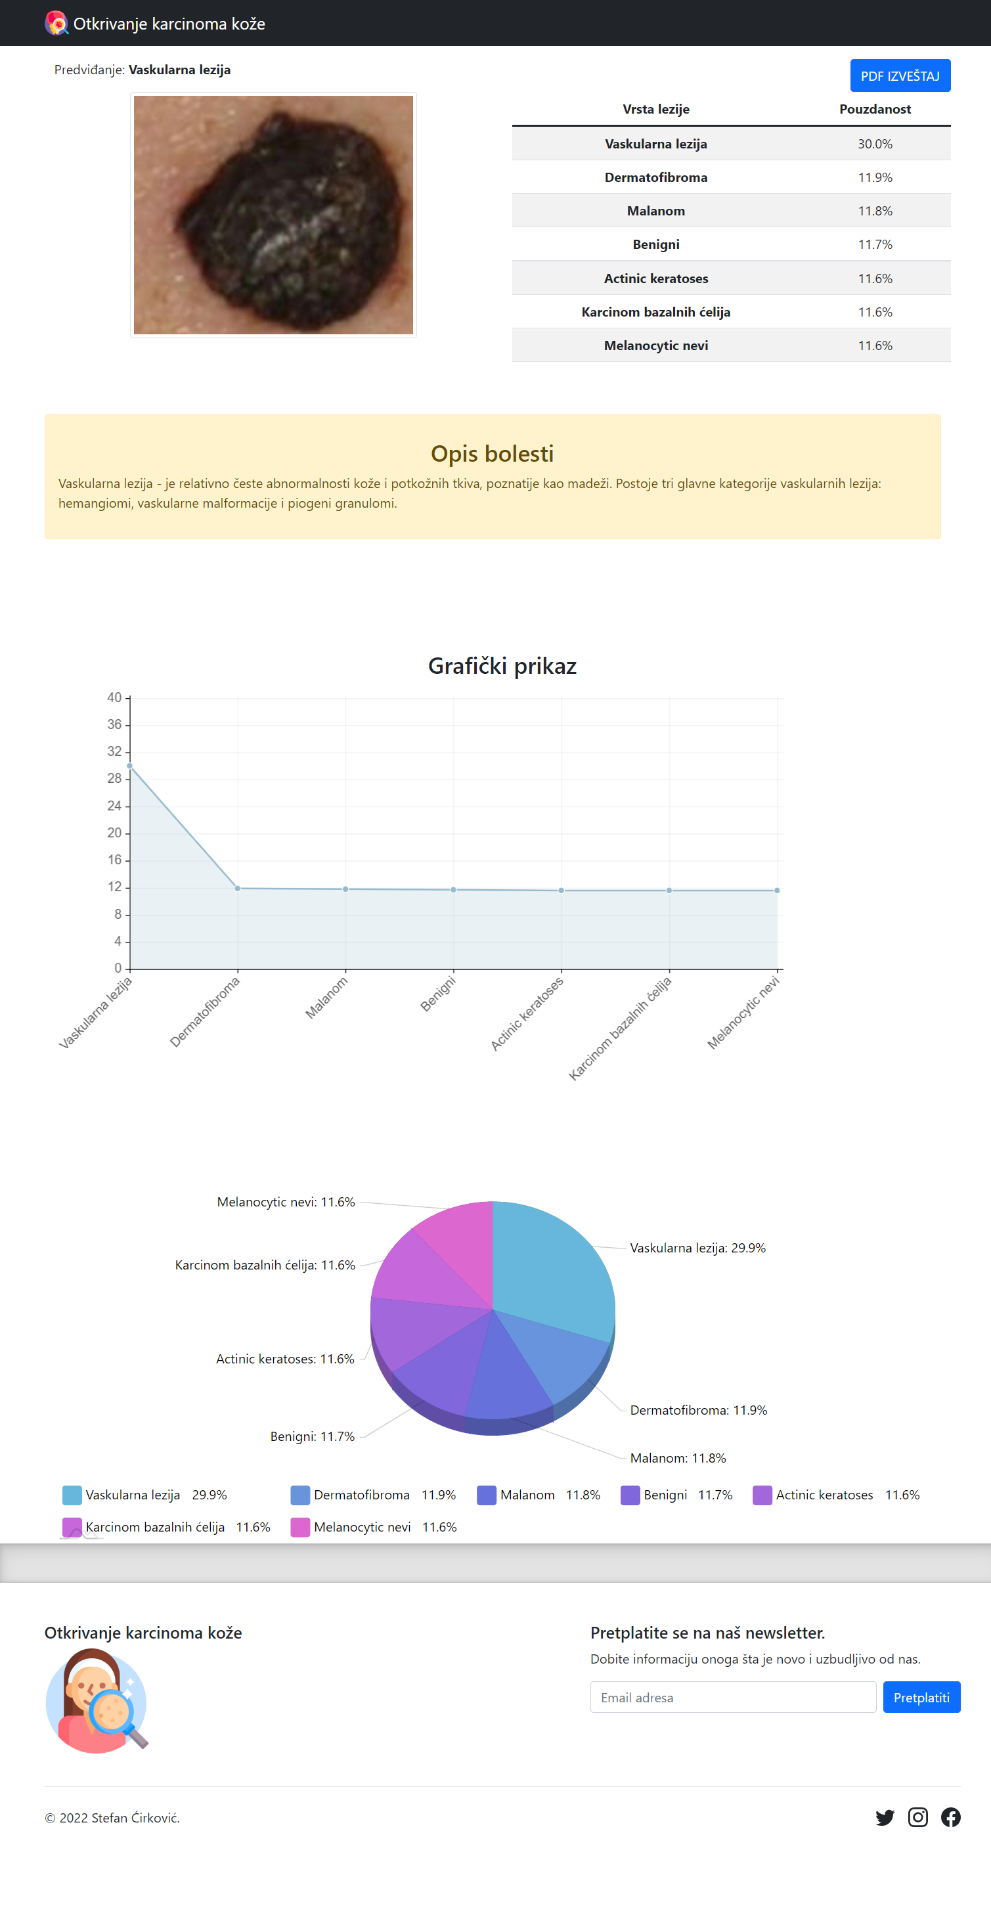 Otkrivanje karcinoma kože
Predviđanje: Vaskularna lezija
PDF IZVEŠTAJ
Vrsta lezije Pouzdanost
Vaskularna lezija 30.0%
Dermatofibroma 11.9%
Malanom 11.8%
Benigni 11.7%
Actinic keratoses 11.6%
Karcinom bazalnih ćelija 11.6%
Melanocytic nevi 11.6%
Opis bolesti
Vaskularna lezija - je relativno česte abnormalnosti kože i potkožnih tkiva, poznatije kao madeži. Postoje tri glavne kategorije vaskularnih lezija:
hemangiomi, vaskularne malformacije i piogeni granulomi.
Grafički prikaz
40
36
32
28
24
20
16
12
8
4
0
Vaskularna lezija
Dermatofibroma
Malanom
Benigni
Actinic keratoses
Karcinom bazalnih ćelija
Melanocytic nevi
Melanocytic nevi: 11.6%
Vaskularna lezija: 29.9%
Karcinom bazalnih ćelija: 11.6%
Actinic keratoses: 11.6%
Dermatofibroma: 11.9%
Benigni: 11.7%
Malanom: 11.8%
Vaskularna lezija 29.9% Dermatofibroma 11.9% Malanom 11.8% Benigni 11.7% Actinic keratoses 11.6%
Karcinom bazalnih ćelija 11.6% Melanocytic nevi 11.6%
Otkrivanje karcinoma kože
Pretplatite se na naš newsletter.
Dobite informaciju onoga šta je novo i uzbudljivo od nas.
Email adresa
Pretplatiti
© 2022 Stefan Ćirković.